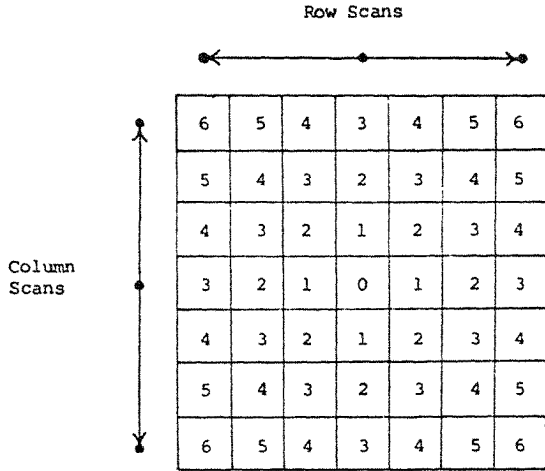 Row Scans
6 5 4 3 4 5 6
5 4 3 2 3 4 5
4 3 2 1 2 3 4
Column
Scans
3 2 1 0 1 2 3
4 3 2 1 2 3 4
5 4 3 2 3 4 5
6 5 4 3 4 5 6